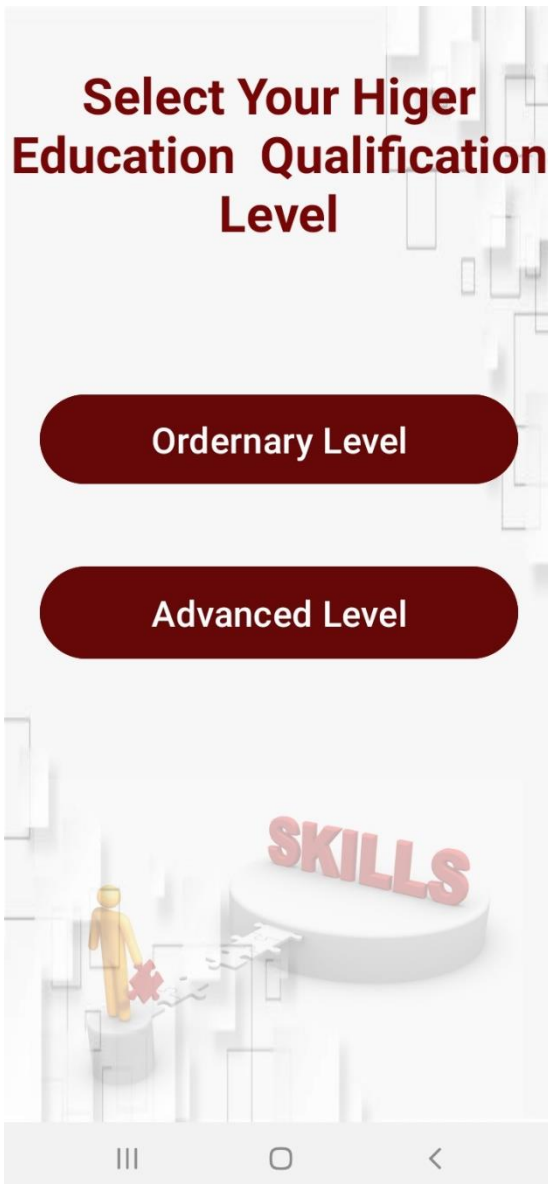 Select Your Higer
Education  Qualification
Level
Ordernary Level
Advanced Level
SKILLS